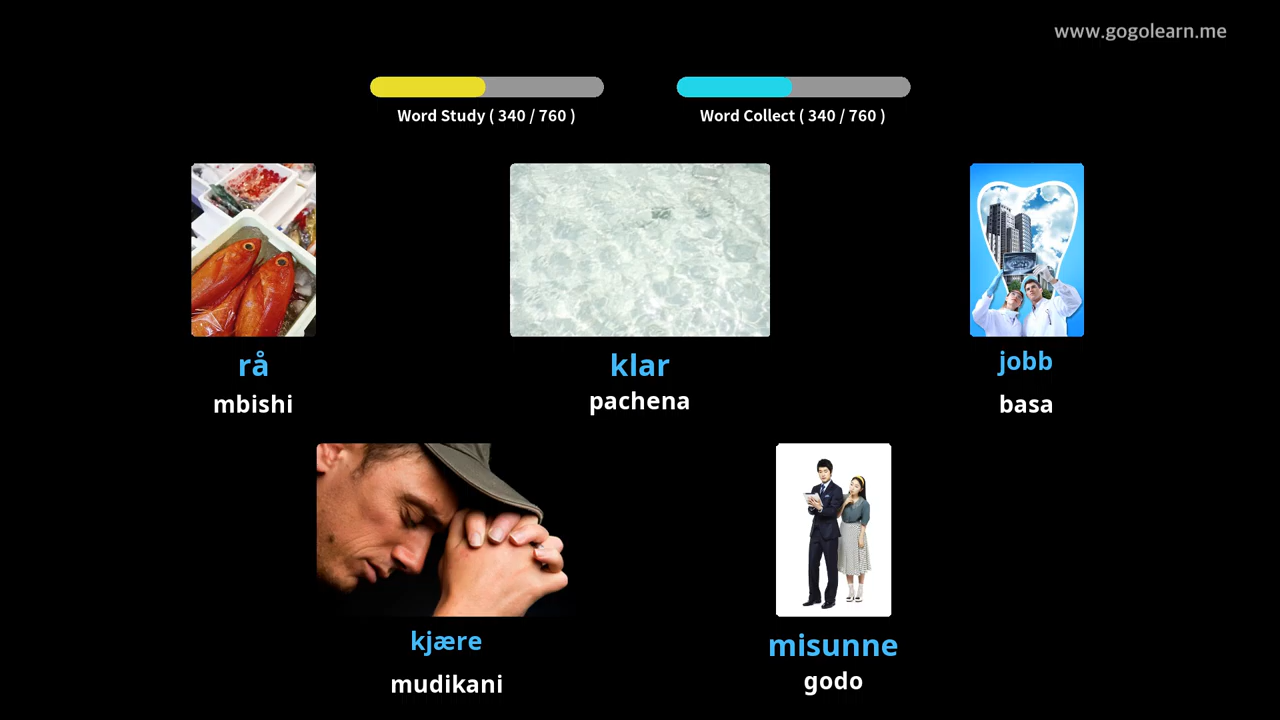 www.gogolearn.me
Word Study ( 340 / 760 )
Word Collect ( 340 / 760 )
rå
klar
jobb
mbishi
pachena
basa
kjære
misunne
mudikani
godo